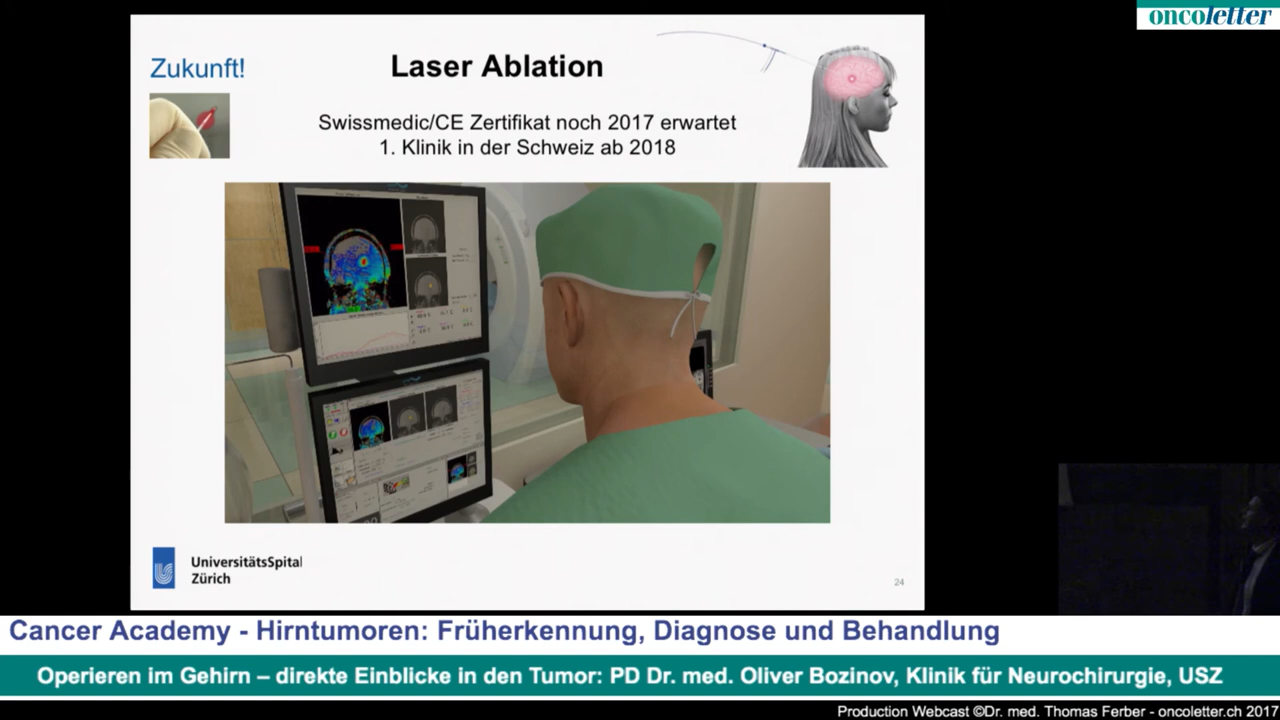 oncoletter
Zukunft!
Laser Ablation
Swissmedic/CE Zertifikat noch 2017 erwartet
1. Klinik in der Schweiz ab 2018
UniversitätsSpital
Zürich
24
Cancer Academy - Hirntumoren: Früherkennung, Diagnose und Behandlung
Operieren im Gehirn – direkte Einblicke in den Tumor: PD Dr. med. Oliver Bozinov, Klinik für Neurochirurgie, USZ
Production Webcast ©Dr. med. Thomas Ferber - oncoletter.ch 2017